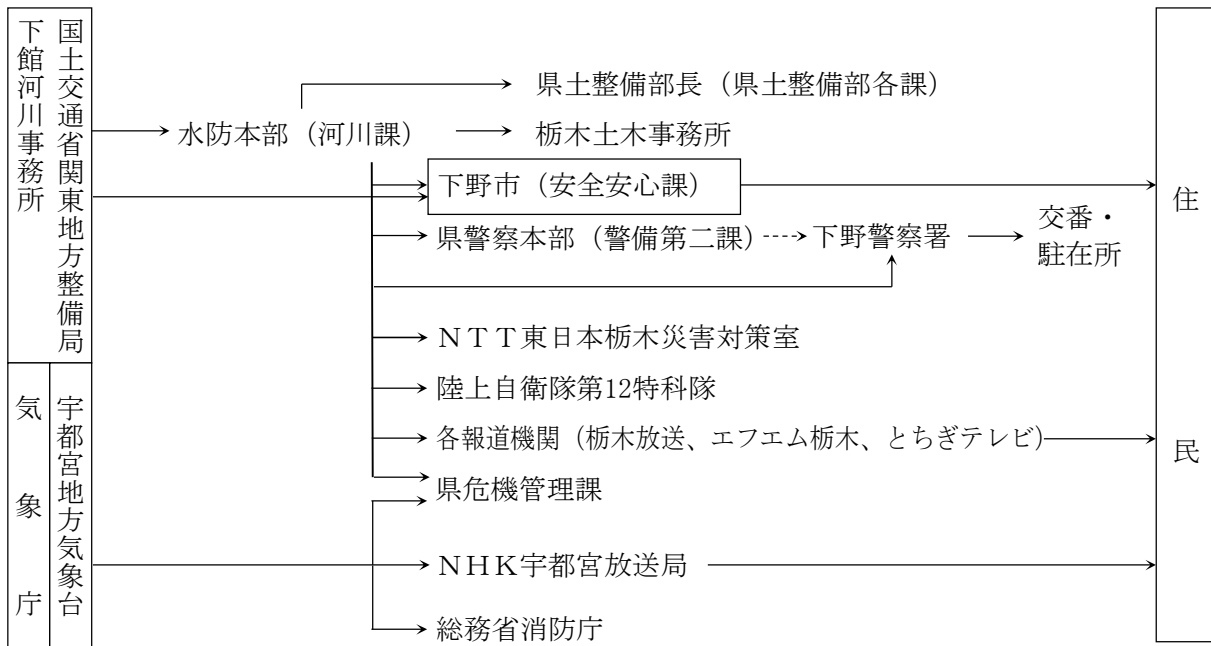 国土交通省関東地方整備局
下館河川事務所
気象庁
宇都宮地方気象台
県土整備部長（県土整備部各課）
水防本部（河川課）
栃木土木事務所
下野市（安全安心課）
県警察本部（警備第二課）
下野警察署
交番・
駐在所
ＮＴＴ東日本栃木災害対策室
陸上自衛隊第12特科隊
各報道機関（栃木放送、エフエム栃木、とちぎテレビ）
県危機管理課
ＮＨＫ宇都宮放送局
総務省消防庁
住民